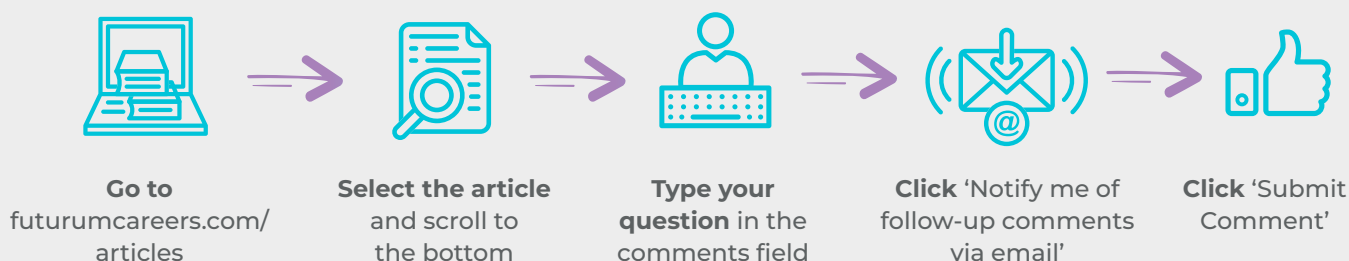 @
Go to
futurumcareers.com/
articles
Select the article
and scroll to
the bottom
Type your
question in the
comments field
Click ‘Notify me of
follow-up comments
via email’
Click ‘Submit
Comment’